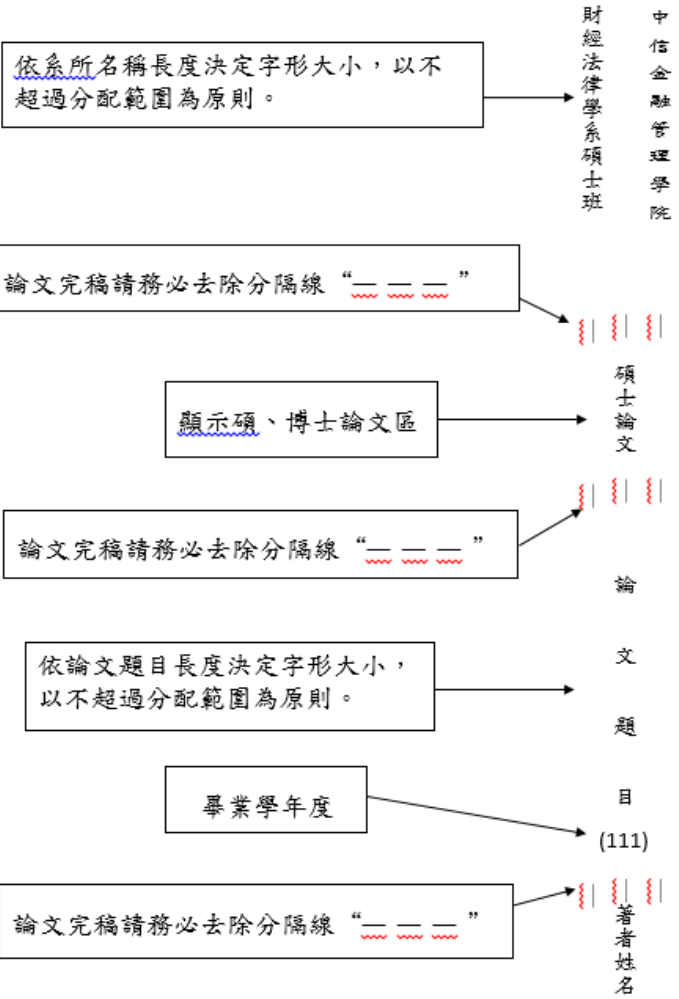 中信金融管理學院
財經法律學系碩士班
依系所名稱長度決定字形大小，以不
超過分配範圍為原則。
論文完稿請務必去除分隔線“— — —”
— — —
碩士論文
顯示碩、博士論文區
— — —
論文完稿請務必去除分隔線“— — —”
論文題目
依論文題目長度決定字形大小，
以不超過分配範圍為原則。
畢業學年度
(111)
— — —
論文完稿請務必去除分隔線“— — —”
著者姓名